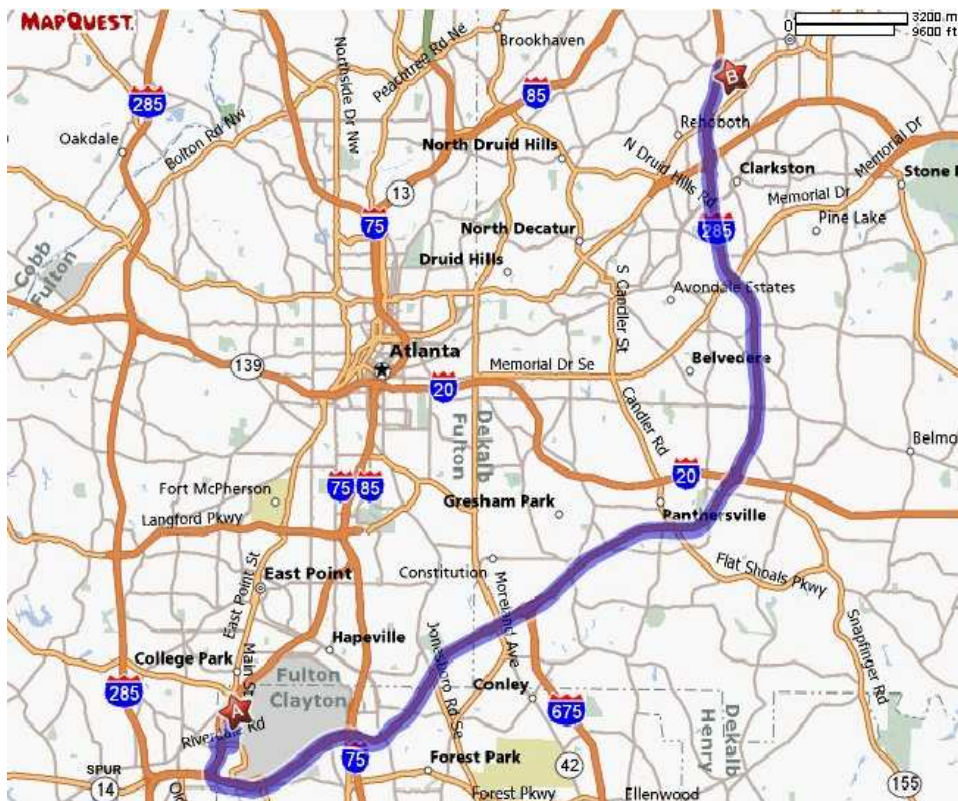 MAPQUEST
0
3200 m
9600 ft
Brookhaven
Northside Dr Nw
Peachtree Rd Ne
B
285
85
Oakdale
Bolton Rd Nw
Rehoboth
Memorial Dr
North Druid Hills
N Druid Hills Rd
Clarkston
Stone
13
Memorial Dr
75
North Decatur
285
Pine Lake
Cobb
Fulton
Druid Hills
S Candler St
Avondale Estates
Atlanta
Memorial Dr Se
Belvedere
139
20
Dekalb
Fulton
Candler Rd
Belmo
75
85
20
Fort McPherson
Gresham Park
Langford Pkwy
Panthersville
East Point St
East Point
Constitution
Moreland Ave
Flat Shoals Pkwy
Hapeville
Jonesboro Rd Se
Snapfinger Rd
College Park
Main St
Fulton
Clayton
285
A
Conley
675
Dekalb
Henry
Riverdale Rd
75
Forest Park
42
SPUR
14
Forest Pkwy
Ellenwood
155